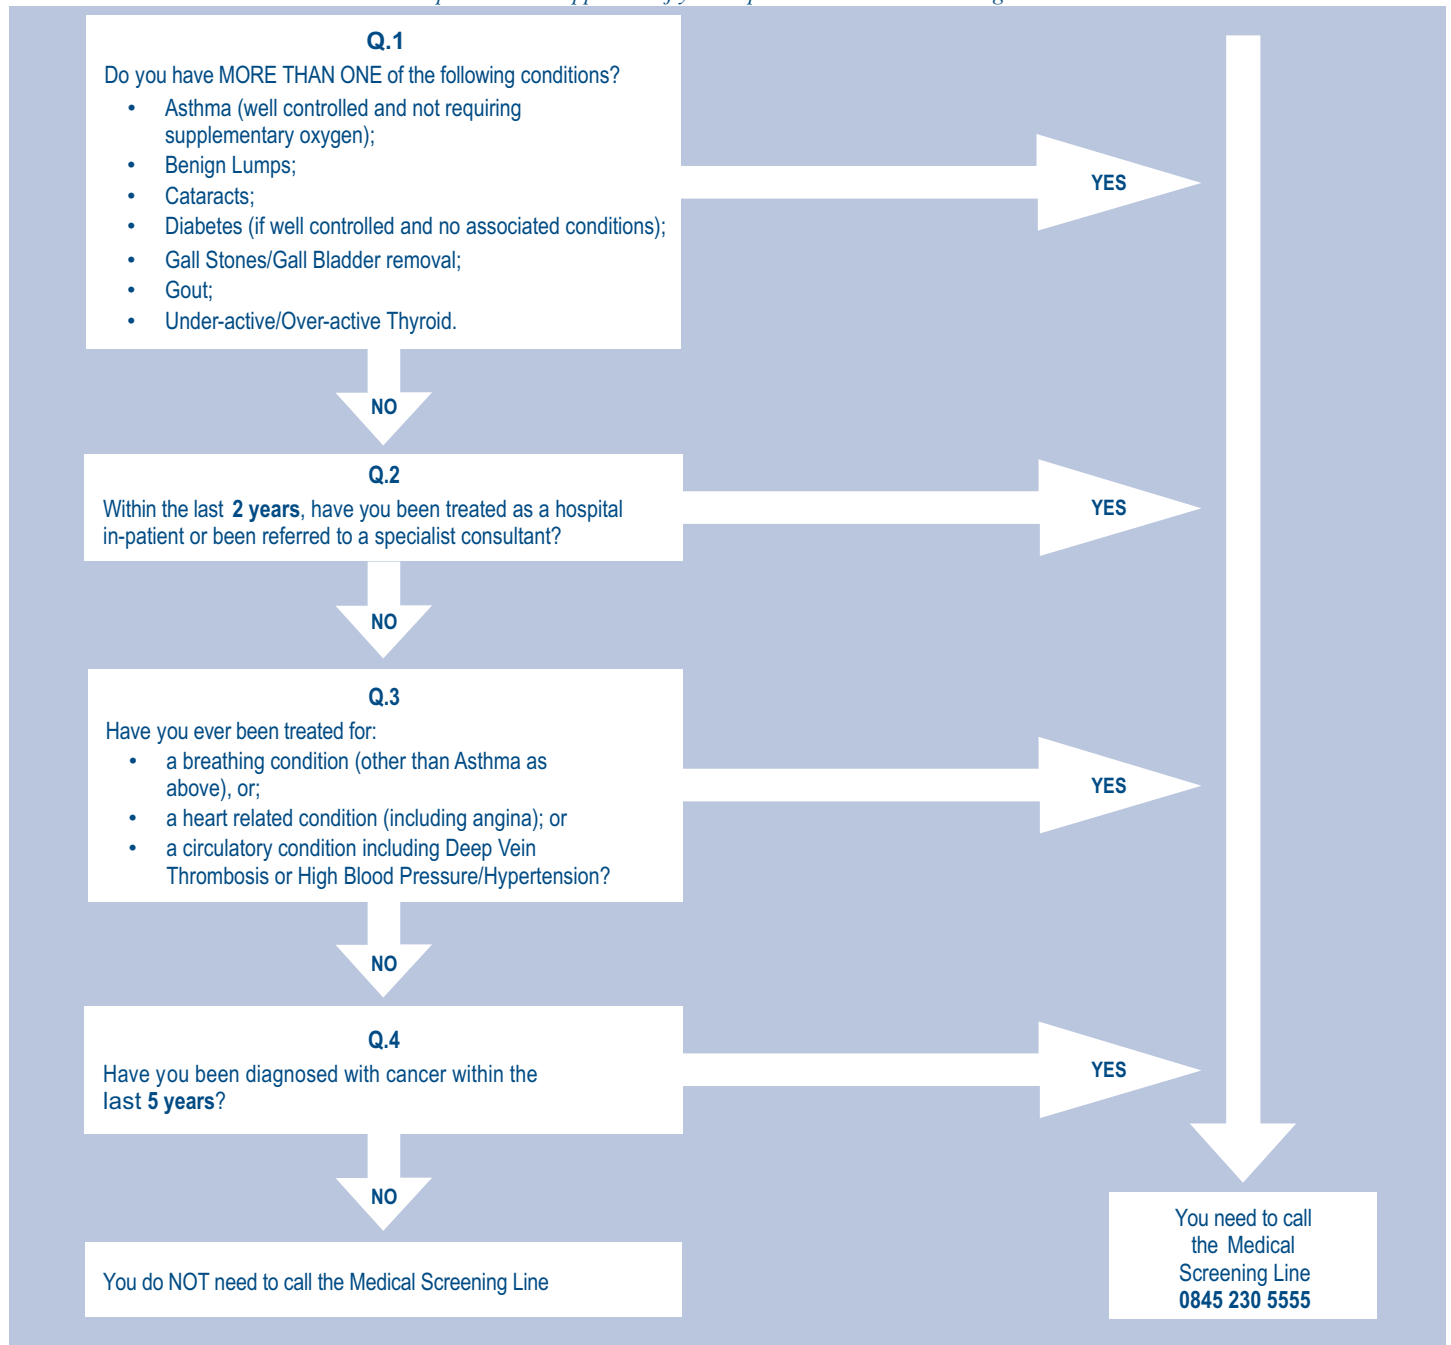 Q.1
Do you have MORE THAN ONE of the following conditions?
• Asthma (well controlled and not requiring
supplementary oxygen);
• Benign Lumps;
• Cataracts;
• Diabetes (if well controlled and no associated conditions);
• Gall Stones/Gall Bladder removal;
• Gout;
• Under-active/Over-active Thyroid.
YES
NO
Q.2
Within the last 2 years, have you been treated as a hospital
in-patient or been referred to a specialist consultant?
YES
NO
Q.3
Have you ever been treated for:
• a breathing condition (other than Asthma as
above), or;
• a heart related condition (including angina); or
• a circulatory condition including Deep Vein
Thrombosis or High Blood Pressure/Hypertension?
YES
NO
Q.4
Have you been diagnosed with cancer within the
last 5 years?
YES
NO
You do NOT need to call the Medical Screening Line
You need to call
the Medical
Screening Line
0845 230 5555